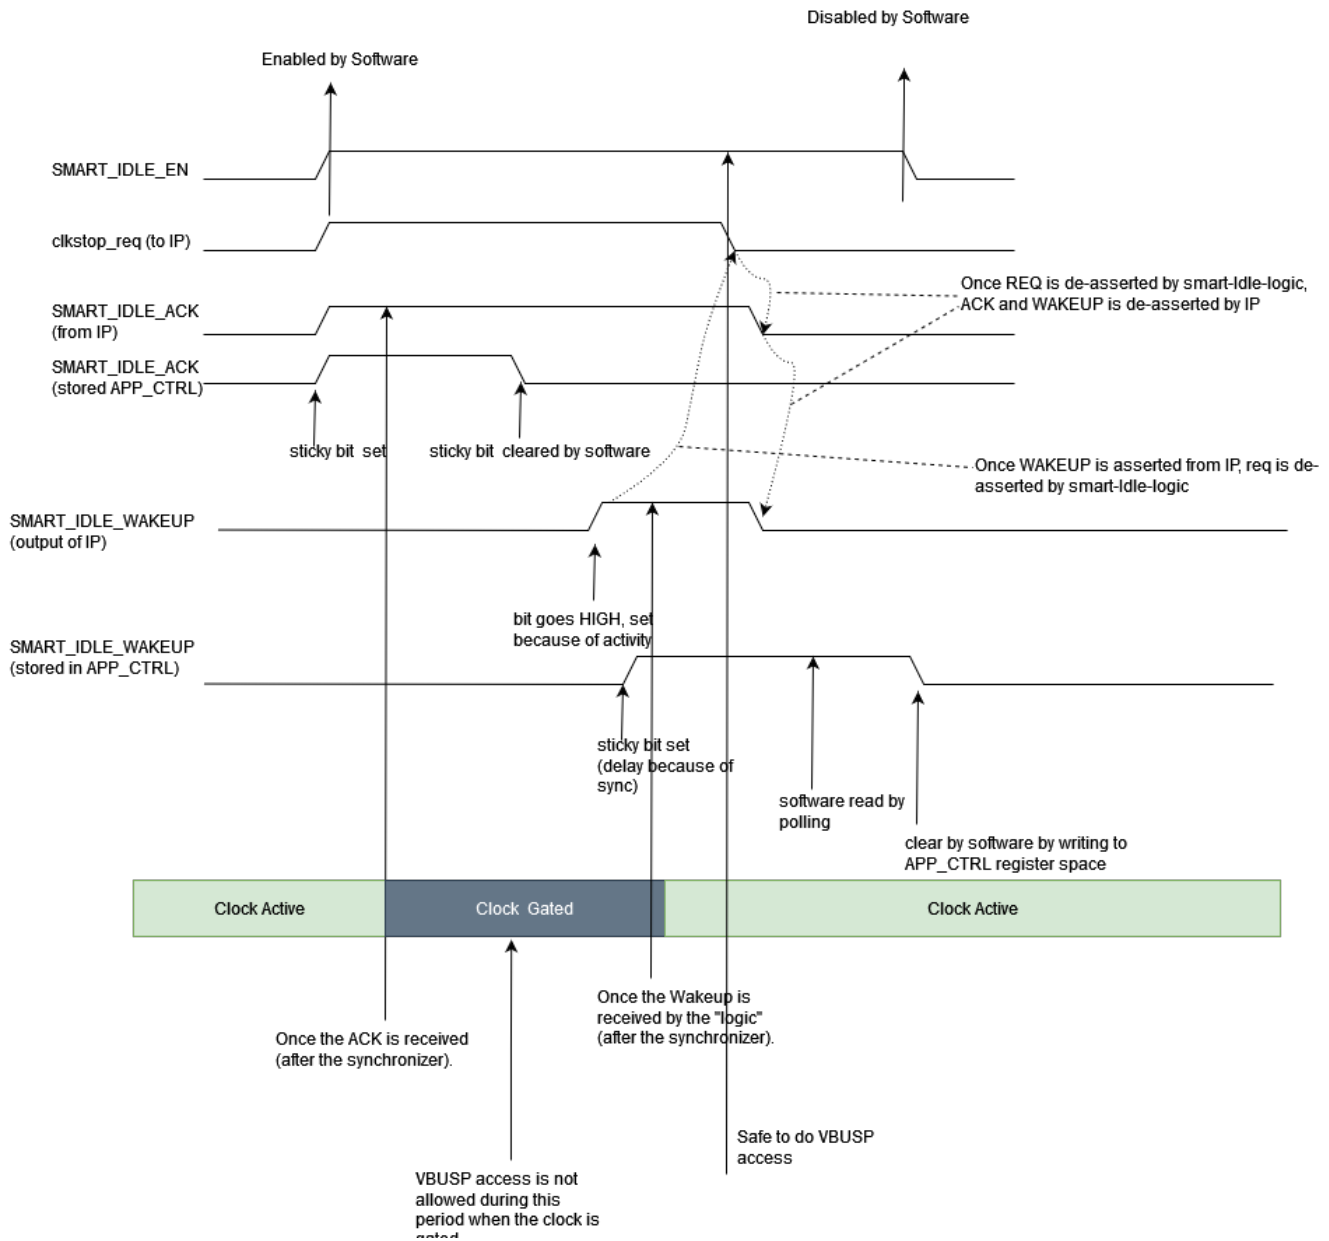 Disabled by Software
Enabled by Software
SMART_IDLE_EN
clkstop_req (to IP)
SMART_IDLE_ACK
(from IP)
SMART_IDLE_ACK
(stored APP_CTRL)
Once REQ is de-asserted by smart-Idle-logic,
ACK and WAKEUP is de-asserted by IP
sticky bit set
sticky bit cleared by software
Once WAKEUP is asserted from IP, req is de-
asserted by smart-Idle-logic
SMART_IDLE_WAKEUP
(output of IP)
bit goes HIGH, set
because of activity
SMART_IDLE_WAKEUP
(stored in APP_CTRL)
sticky bit set
(delay because of
sync)
software read by
polling
clear by software by writing to
APP_CTRL register space
Clock Active
Clock Gated
Clock Active
Once the Wakeup is
received by the "logic"
(after the synchronizer).
Once the ACK is received
(after the synchronizer).
Safe to do VBUSP
access
VBUSP access is not
allowed during this
period when the clock is
gated